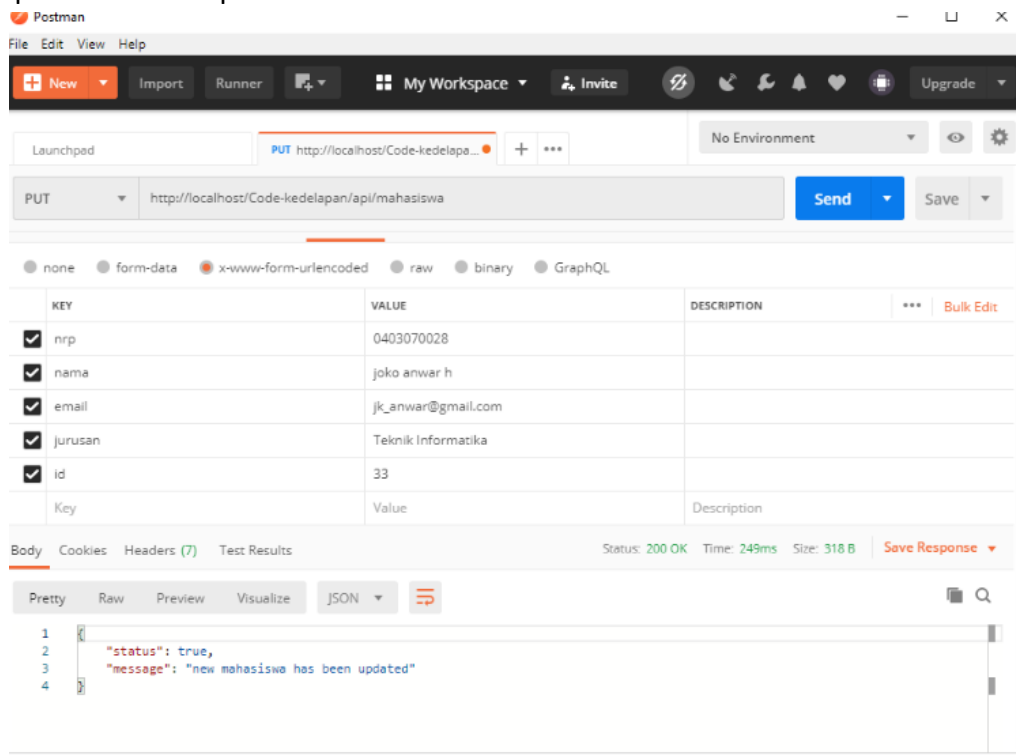 Postman
File Edit View Help
New Import Runner My Workspace Invite Upgrade
Launchpad PUT http://localhost/Code-kedelapa... No Environment
PUT http://localhost/Code-kedelapan/api/mahasiswa Send Save
none form-data x-www-form-urlencoded raw binary GraphQL
KEY VALUE DESCRIPTION Bulk Edit
nrp 0403070028
nama joko anwar h
email jk_anwar@gmail.com
jurusan Teknik Informatika
id 33
Key Value Description
Body Cookies Headers (7) Test Results Status: 200 OK Time: 249ms Size: 318 B Save Response
Pretty Raw Preview Visualize JSON
1 {
2 "status": true,
3 "message": "new mahasiswa has been updated"
4 }